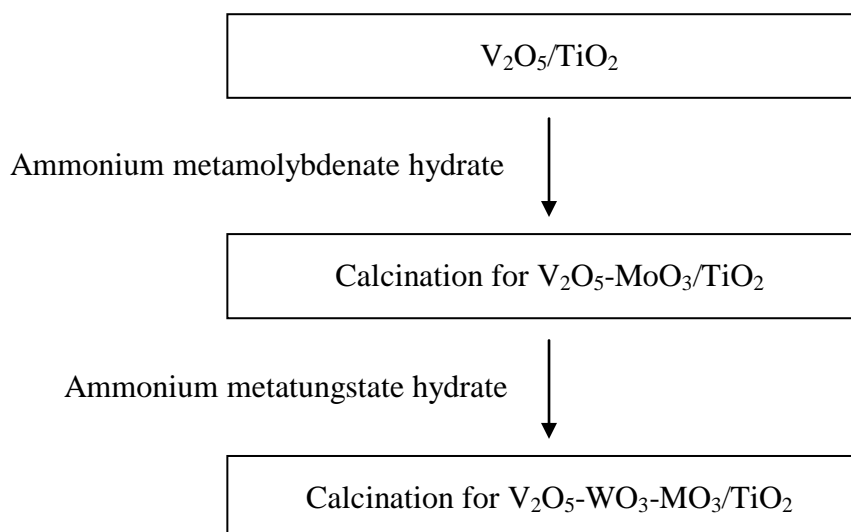 V₂O₅/TiO₂
Ammonium metamolybdenate hydrate
Calcination for V₂O₅-MoO₃/TiO₂
Ammonium metatungstate hydrate
Calcination for V₂O₅-WO₃-MO₃/TiO₂